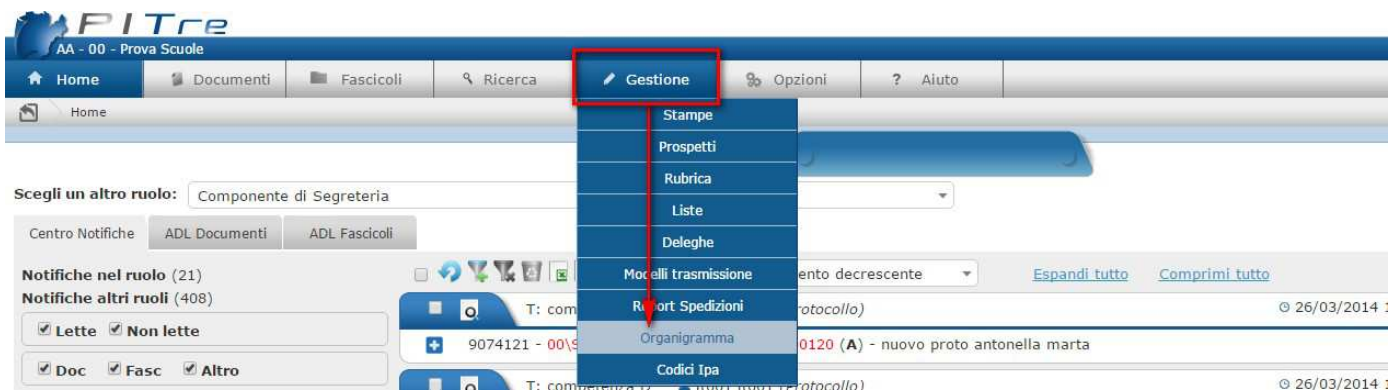 PITre
AA - 00 - Prova Scuole
Home Documenti Fascicoli Ricerca Gestione Opzioni ? Aiuto
Home
Stampe
Prospetti
Rubrica
Scegli un altro ruolo: Componente di Segreteria
Liste
Centro Notifiche ADL Documenti ADL Fascicoli
Deleghe
Notifiche nel ruolo (21)
Modelli trasmissione
decrescente Espandi tutto Comprimi tutto
Notifiche altri ruoli (408)
T: Report Spedizioni 26/03/2014
Lette Non lette
Organigramma
9074121 - 00\ 0120 (A) - nuovo proto antonella marta
Doc Fasc Altro
Codici Ipa
T: 26/03/2014